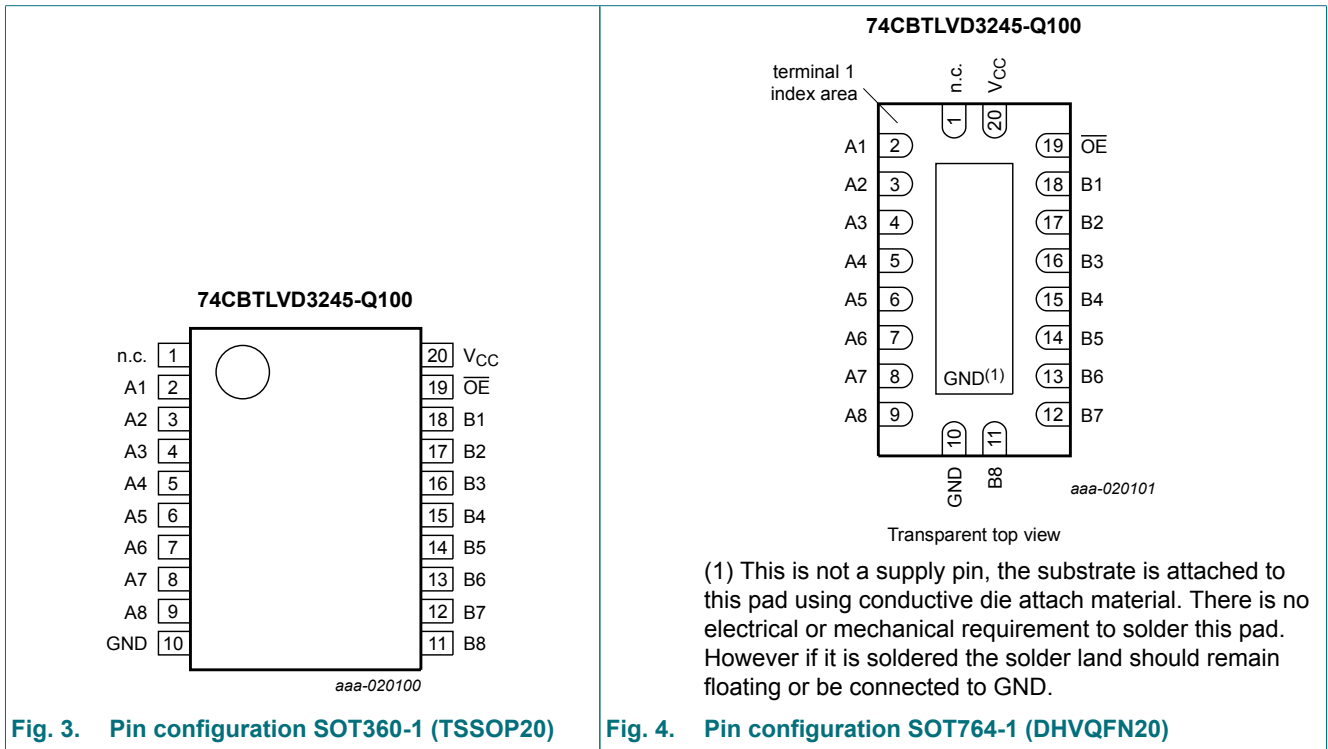 74CBTLVD3245-Q100
n.c. 1 20 VCC
A1 2 19 OE
A2 3 18 B1
A3 4 17 B2
A4 5 16 B3
A5 6 15 B4
A6 7 14 B5
A7 8 13 B6
A8 9 12 B7
GND 10 11 B8
aaa-020100
Fig. 3. Pin configuration SOT360-1 (TSSOP20)
74CBTLVD3245-Q100
terminal 1
index area
n.c. VCC
1 20
A1 2 19 OE
A2 3 18 B1
A3 4 17 B2
A4 5 16 B3
A5 6 15 B4
A6 7 14 B5
A7 8 GND(1) 13 B6
A8 9 12 B7
10 11
GND B8
aaa-020101
Transparent top view
(1) This is not a supply pin, the substrate is attached to
this pad using conductive die attach material. There is no
electrical or mechanical requirement to solder this pad.
However if it is soldered the solder land should remain
floating or be connected to GND.
Fig. 4. Pin configuration SOT764-1 (DHVQFN20)